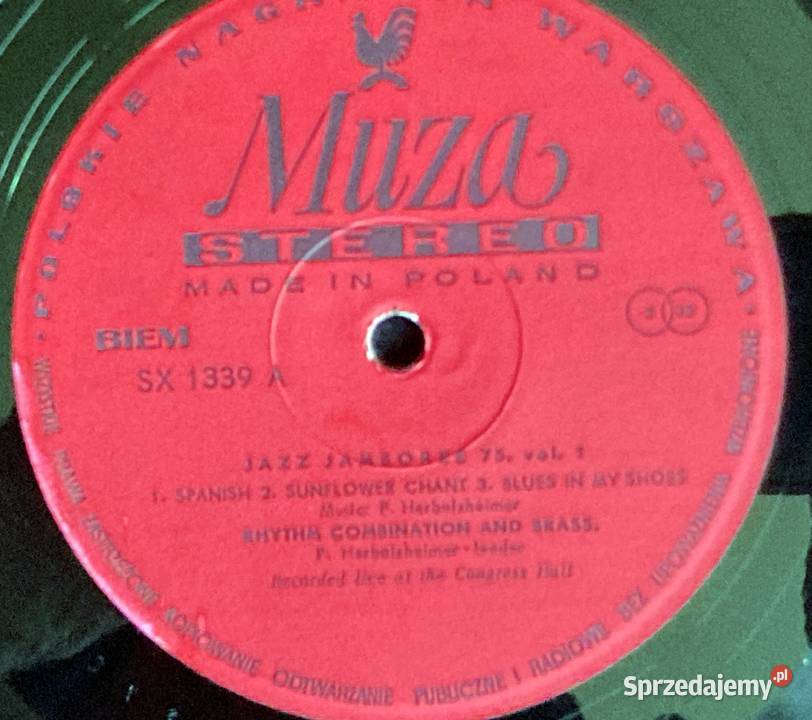 POLSKIE NAGRANIA WARSZAWA
Muza
STEREO
MADE IN POLAND
BIEM
SX 1339 A
JAZZ JAMBOREE 75, vol. 1
1. SPANISH 2. SUNFLOWER CHANT 3. BLUES IN MY SHOES
Music: P. Herbolzheimer
RHYTHM COMBINATION AND BRASS.
P. Herbolzheimer-leader
Recorded live at the Congress Hall
WSZYSTKIE PRAWA ZASTRZEŻONE KOPIOWANIE ODTWARZANIE PUBLICZNE I RADIOWE BEZ UPOWAŻNIENIA WZBRONIONE
Sprzedajemy.pl